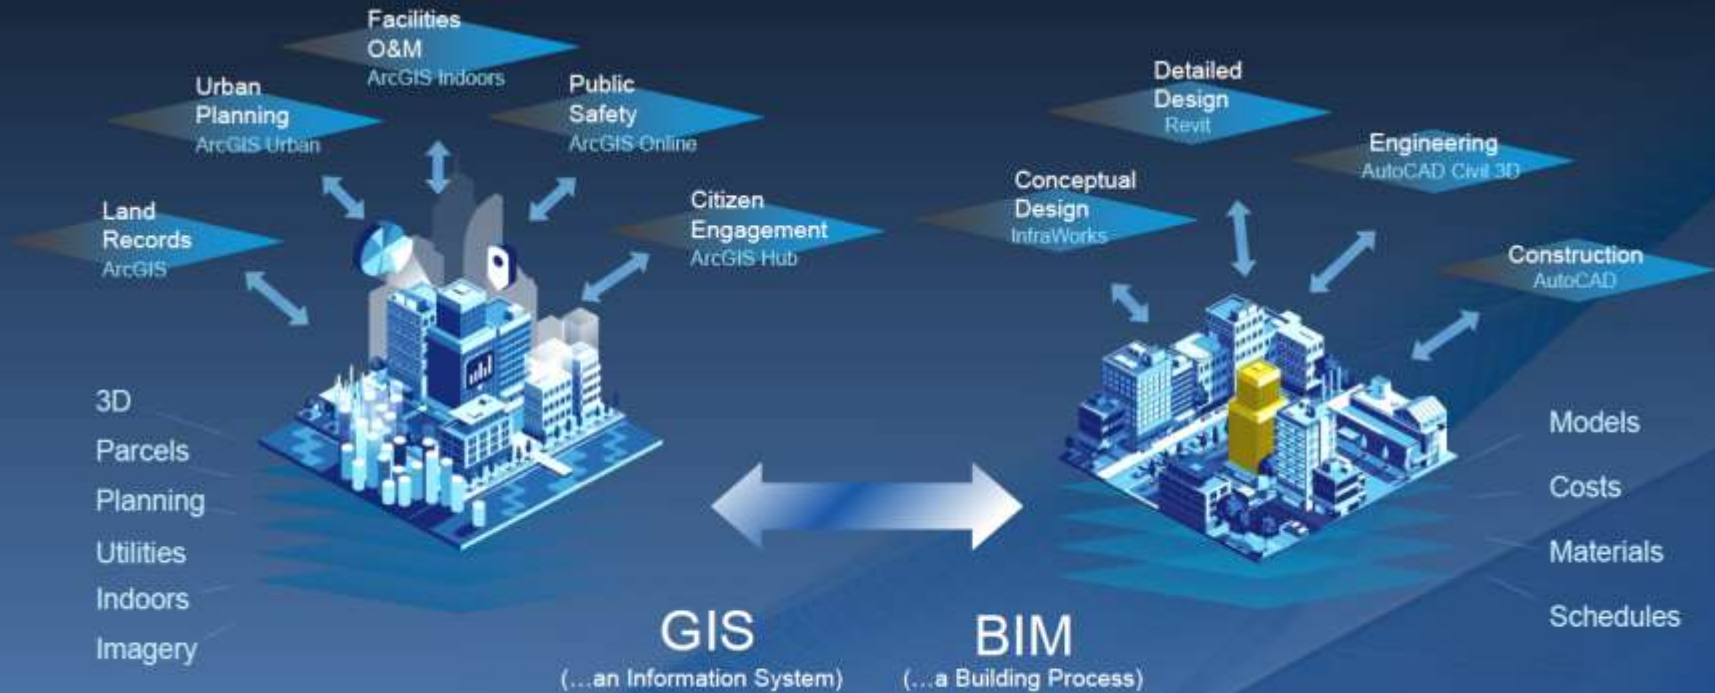 Facilities
O&M
ArcGIS Indoors
Urban
Planning
ArcGIS Urban
Public
Safety
ArcGIS Online
Land
Records
ArcGIS
Citizen
Engagement
ArcGIS Hub
Detailed
Design
Revit
Engineering
AutoCAD Civil 3D
Conceptual
Design
InfraWorks
Construction
AutoCAD
3D
Parcels
Planning
Utilities
Indoors
Imagery
Models
Costs
Materials
Schedules
GIS
(...an Information System)
BIM
(...a Building Process)